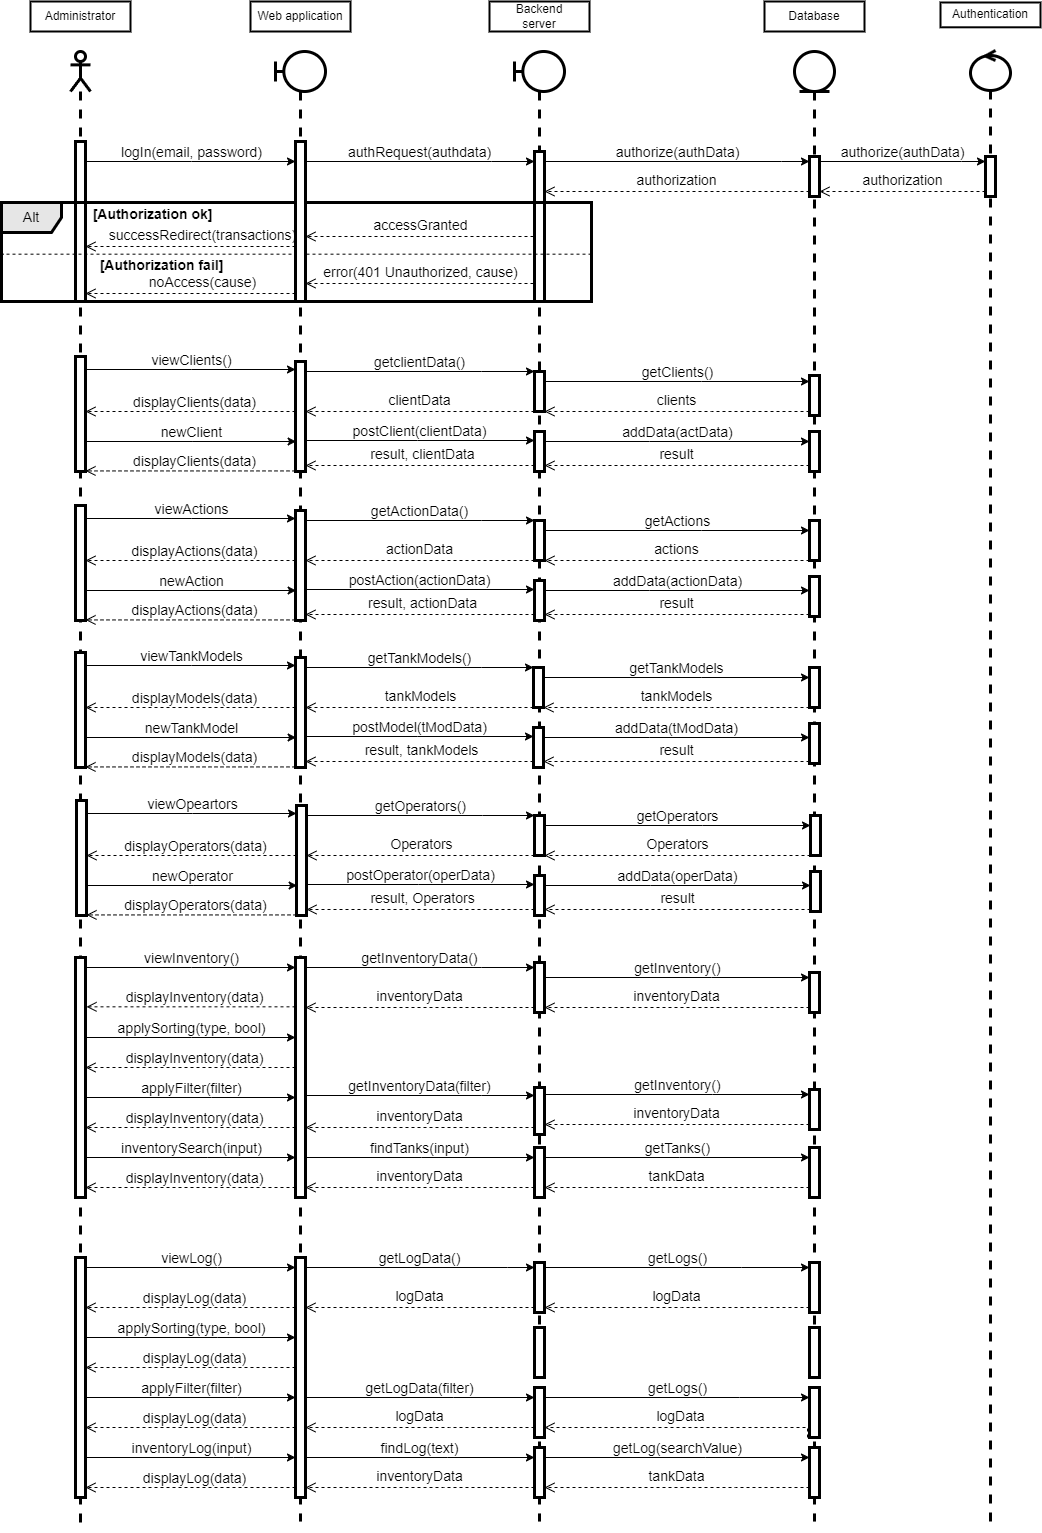 Administrator
Web application
Backend
server
Database
Authentication
logIn(email, password)
authRequest(authdata)
authorize(authData)
authorize(authData)
authorization
authorization
Alt
[Authorization ok]
accessGranted
successRedirect(transactions)
[Authorization fail]
error(401 Unauthorized, cause)
noAccess(cause)
viewClients()
getclientData()
getClients()
displayClients(data)
clientData
clients
newClient
postClient(clientData)
addData(actData)
displayClients(data)
result, clientData
result
viewActions
getActionData()
getActions
displayActions(data)
actionData
actions
newAction
postAction(actionData)
addData(actionData)
displayActions(data)
result, actionData
result
viewTankModels
getTankModels()
getTankModels
displayModels(data)
tankModels
tankModels
newTankModel
postModel(tModData)
addData(tModData)
displayModels(data)
result, tankModels
result
viewOpeartors
getOperators()
getOperators
displayOperators(data)
Operators
Operators
newOperator
postOperator(operData)
addData(operData)
displayOperators(data)
result, Operators
result
viewInventory()
getInventoryData()
getInventory()
displayInventory(data)
inventoryData
inventoryData
applySorting(type, bool)
displayInventory(data)
applyFilter(filter)
getInventoryData(filter)
getInventory()
displayInventory(data)
inventoryData
inventoryData
inventorySearch(input)
findTanks(input)
getTanks()
displayInventory(data)
inventoryData
tankData
viewLog()
getLogData()
getLogs()
displayLog(data)
logData
logData
applySorting(type, bool)
displayLog(data)
applyFilter(filter)
getLogData(filter)
getLogs()
displayLog(data)
logData
logData
inventoryLog(input)
findLog(text)
getLog(searchValue)
displayLog(data)
inventoryData
tankData